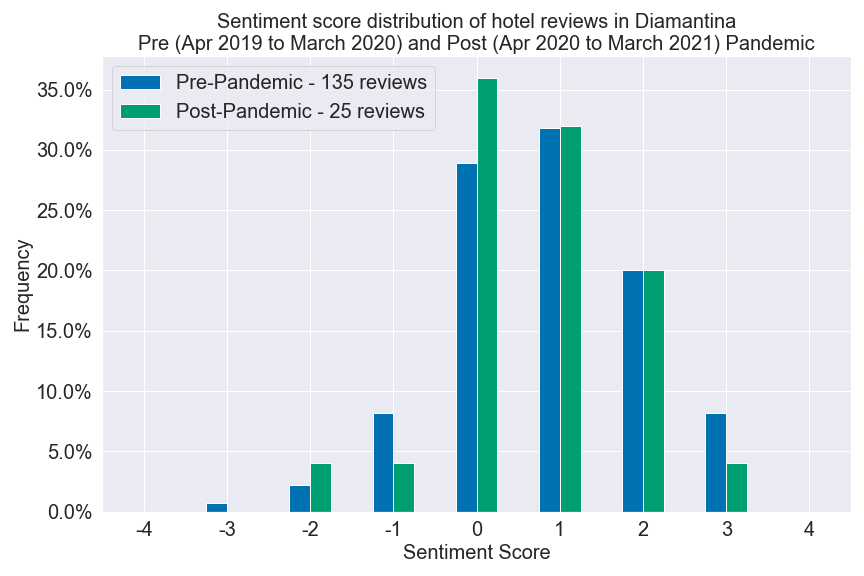 Sentiment score distribution of hotel reviews in Diamantina
Pre (Apr 2019 to March 2020) and Post (Apr 2020 to March 2021) Pandemic
Pre-Pandemic - 135 reviews
Post-Pandemic - 25 reviews
35.0%
30.0%
25.0%
20.0%
15.0%
10.0%
5.0%
0.0%
Frequency
-4 -3 -2 -1 0 1 2 3 4
Sentiment Score